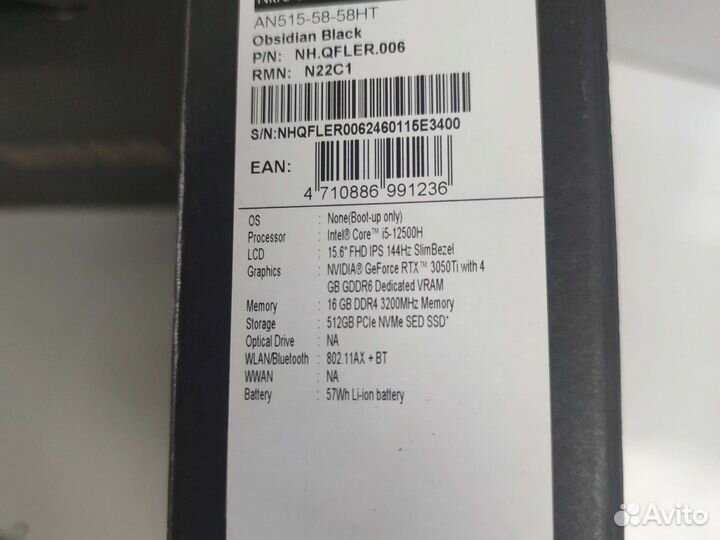 AN515-58-58HT
Obsidian Black
P/N: NH.QFLER.006
RMN: N22C1
S/N:NHQFLER0062460115E3400
EAN:
4 710886 991236
OS : None(Boot-up only)
Processor : Intel® Core™ i5-12500H
LCD : 15.6" FHD IPS 144Hz SlimBezel
Graphics : NVIDIA® GeForce RTX™ 3050Ti with 4
GB GDDR6 Dedicated VRAM
Memory : 16 GB DDR4 3200MHz Memory
Storage : 512GB PCIe NVMe SED SSD*
Optical Drive : NA
WLAN/Bluetooth : 802.11AX + BT
WWAN : NA
Battery : 57Wh Li-ion battery
Avito